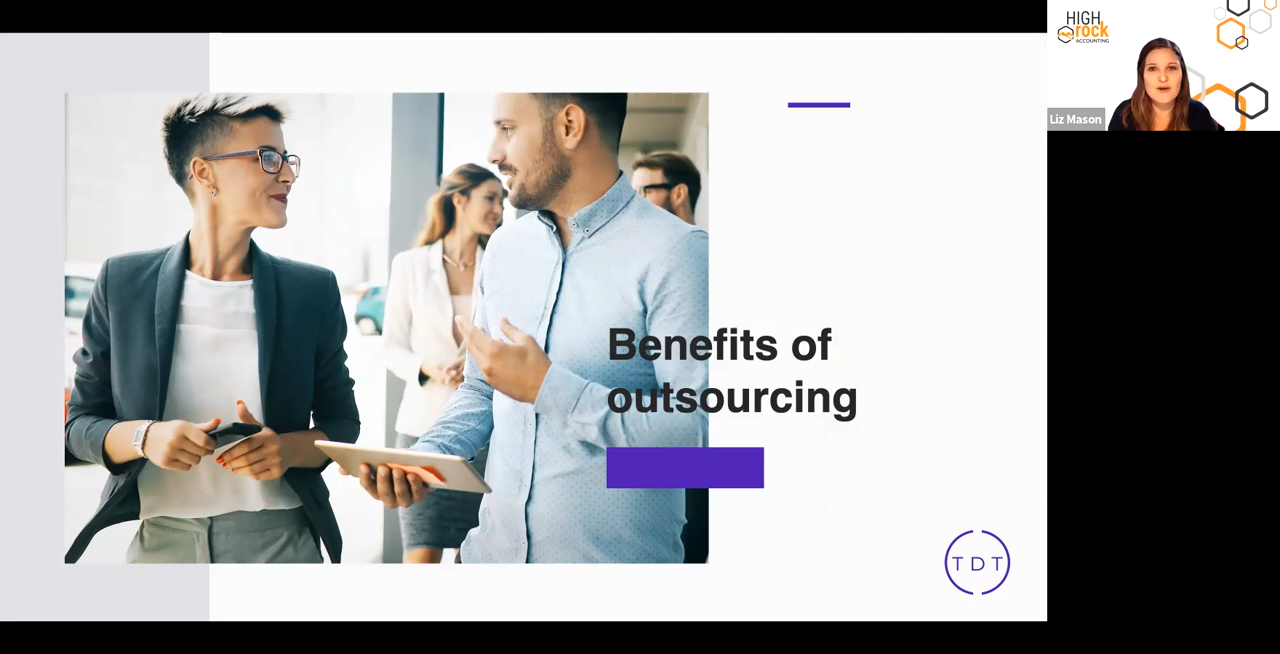 HIGH
rock
ACCOUNTING
Liz Mason
Benefits of
outsourcing
TDT